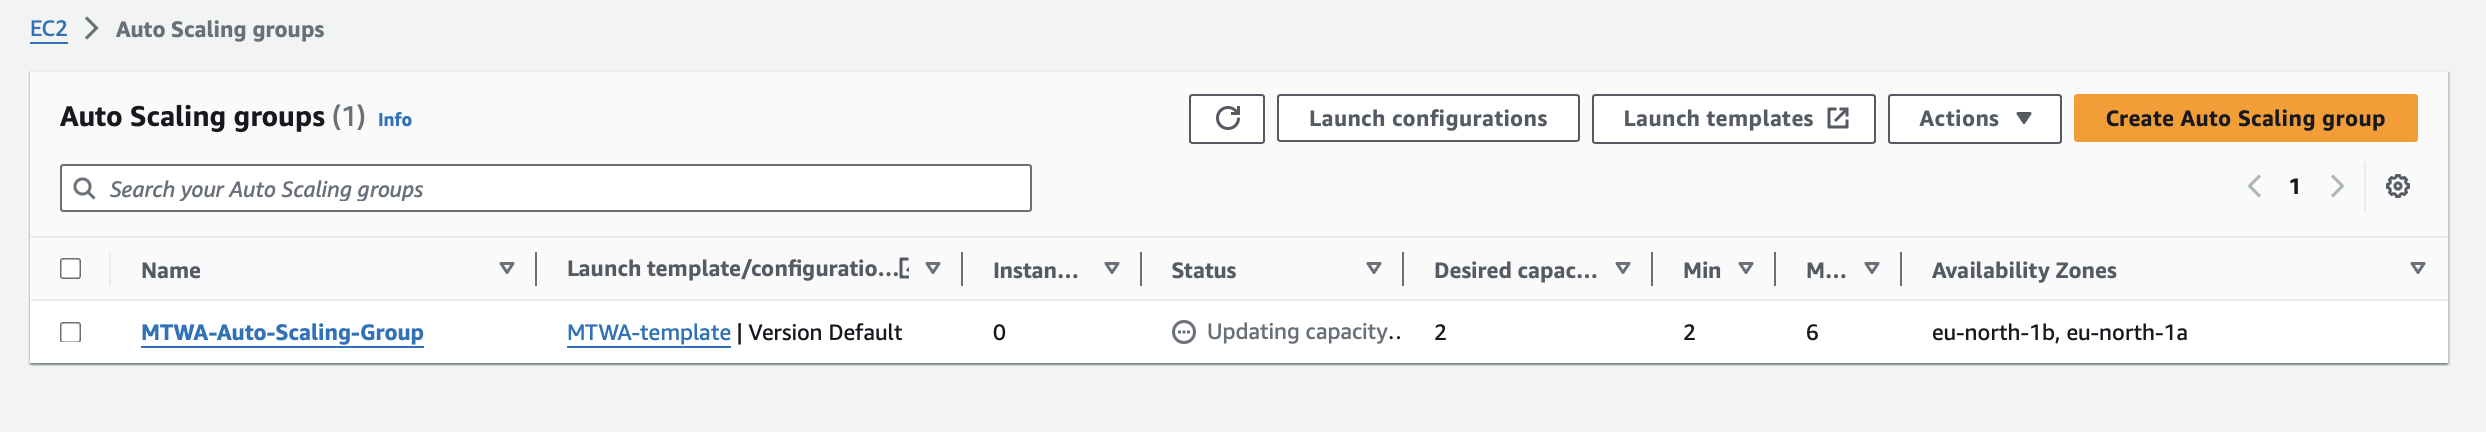 EC2 > Auto Scaling groups
Auto Scaling groups (1) Info
Launch configurations
Launch templates
Actions
Create Auto Scaling group
Search your Auto Scaling groups
1
Name Launch template/configuratio... Instan... Status Desired capac... Min M... Availability Zones
MTWA-Auto-Scaling-Group MTWA-template | Version Default 0 Updating capacity.. 2 2 6 eu-north-1b, eu-north-1a